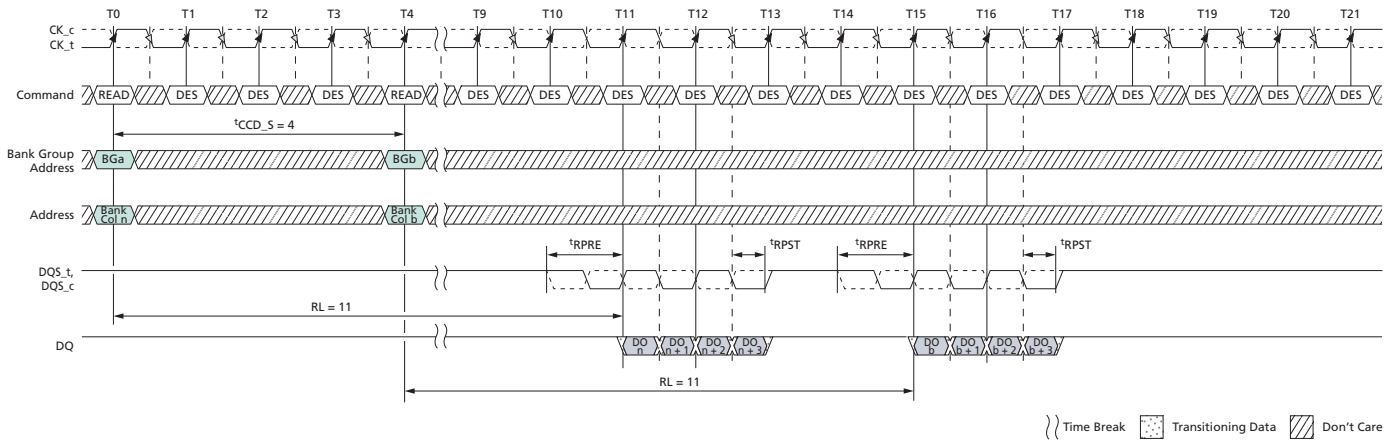 T0 T1 T2 T3 T4 T9 T10 T11 T12 T13 T14 T15 T16 T17 T18 T19 T20 T21
CK_c
CK_t
Command READ DES DES DES READ DES DES DES DES DES DES DES DES DES DES DES DES DES
tCCD_S = 4
Bank Group
Address
BGa BGb
Address
Bank
Col n
Bank
Col b
tRPRE tRPST tRPRE tRPST
DQS_t,
DQS_c
RL = 11
DQ
DO
n
DO
n + 1
DO
n + 2
DO
n + 3
DO
b
DO
b + 1
DO
b + 2
DO
b + 3
RL = 11
Time Break Transitioning Data Don't Care